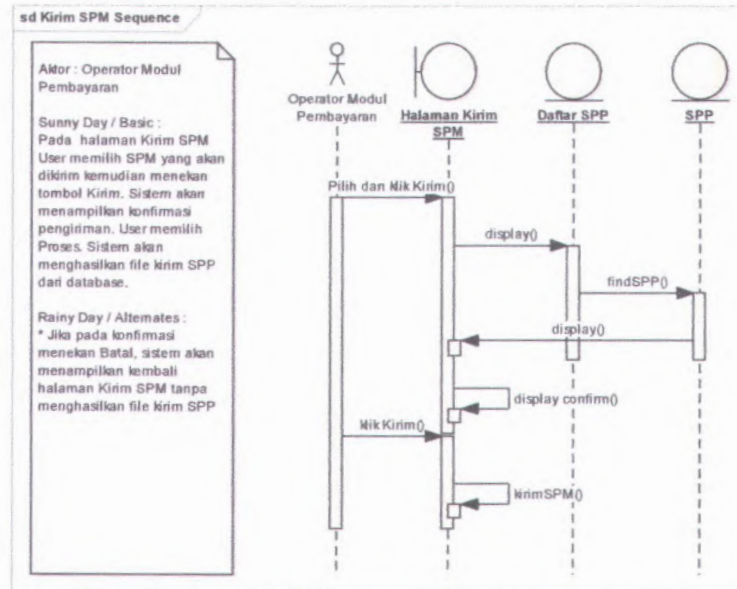 sd Kirim SPM Sequence
Aktor : Operator Modul
Pembayaran
Sunny Day / Basic :
Pada halaman Kirim SPM
User memilih SPM yang akan
dikirim kemudian menekan
tombol Kirim. Sistem akan
menampilkan konfirmasi
pengiriman. User memilih
Proses. Sistem akan
menghasilkan file kirim SPP
dari database.
Rainy Day / Alternates :
* Jika pada konfirmasi
menekan Batal, sistem akan
menampilkan kembali
halaman Kirim SPM tanpa
menghasilkan file kirim SPP
Operator Modul
Pembayaran
Halaman Kirim
SPM
Daftar SPP
SPP
Pilih dan klik Kirim()
display()
findSPP()
display()
display confirm()
klik Kirim()
kirimSPM()